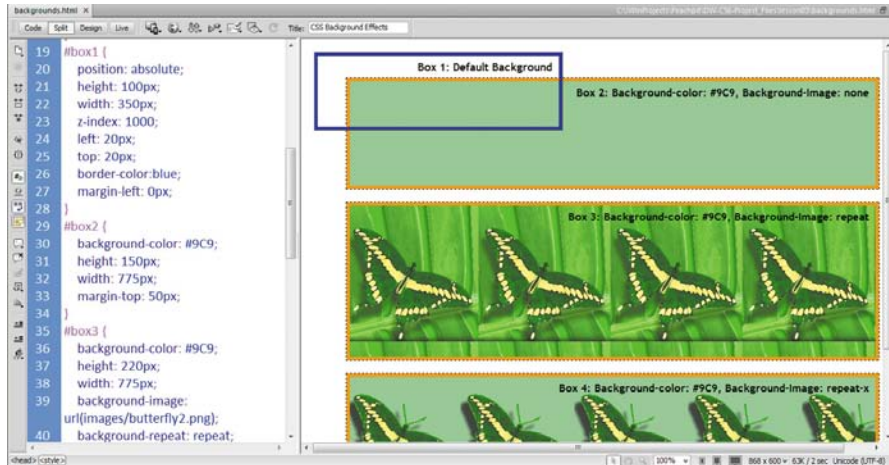 backgrounds.html ×
Code Split Design Live Title: CSS Background Effects
19 #box1 {
20 position: absolute;
21 height: 100px;
22 width: 350px;
23 z-index: 1000;
24 left: 20px;
25 top: 20px;
26 border-color:blue;
27 margin-left: 0px;
28 }
29 #box2 {
30 background-color: #9C9;
31 height: 150px;
32 width: 775px;
33 margin-top: 50px;
34 }
35 #box3 {
36 background-color: #9C9;
37 height: 220px;
38 width: 775px;
39 background-image:
url(images/butterfly2.png);
40 background-repeat: repeat;
Box 1: Default Background
Box 2: Background-color: #9C9, Background-image: none
Box 3: Background-color: #9C9, Background-image: repeat
Box 4: Background-color: #9C9, Background-image: repeat-x
<head> <style>
100% 868 x 600 63K / 2 sec Unicode (UTF-8)